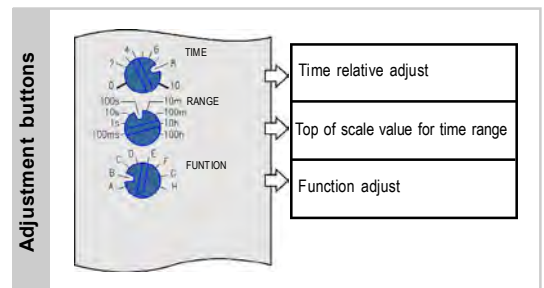 Adjustment buttons
TIME
0 2 4 6 8 10
Time relative adjust
RANGE
100s 10m
10s 100m
1s 10h
100ms 100h
Top of scale value for time range
FUNTION
A B C D E F G H
Function adjust